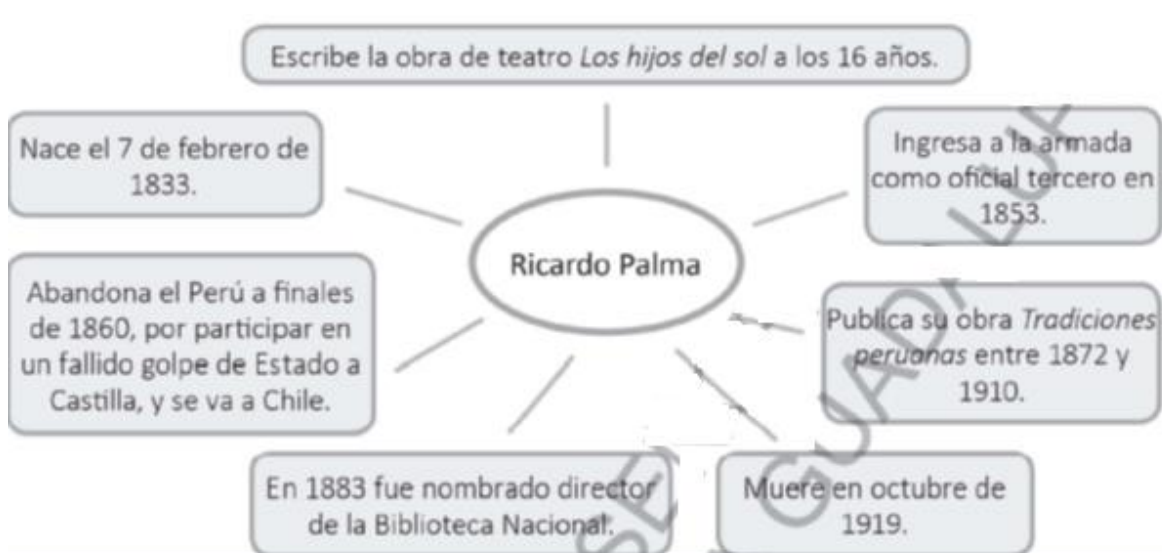 Escribe la obra de teatro Los hijos del sol a los 16 años.
Nace el 7 de febrero de
1833.
Ingresa a la armada
como oficial tercero en
1853.
Ricardo Palma
Abandona el Perú a finales
de 1860, por participar en
un fallido golpe de Estado a
Castilla, y se va a Chile.
Publica su obra Tradiciones
peruanas entre 1872 y
1910.
En 1883 fue nombrado director
de la Biblioteca Nacional.
Muere en octubre de
1919.